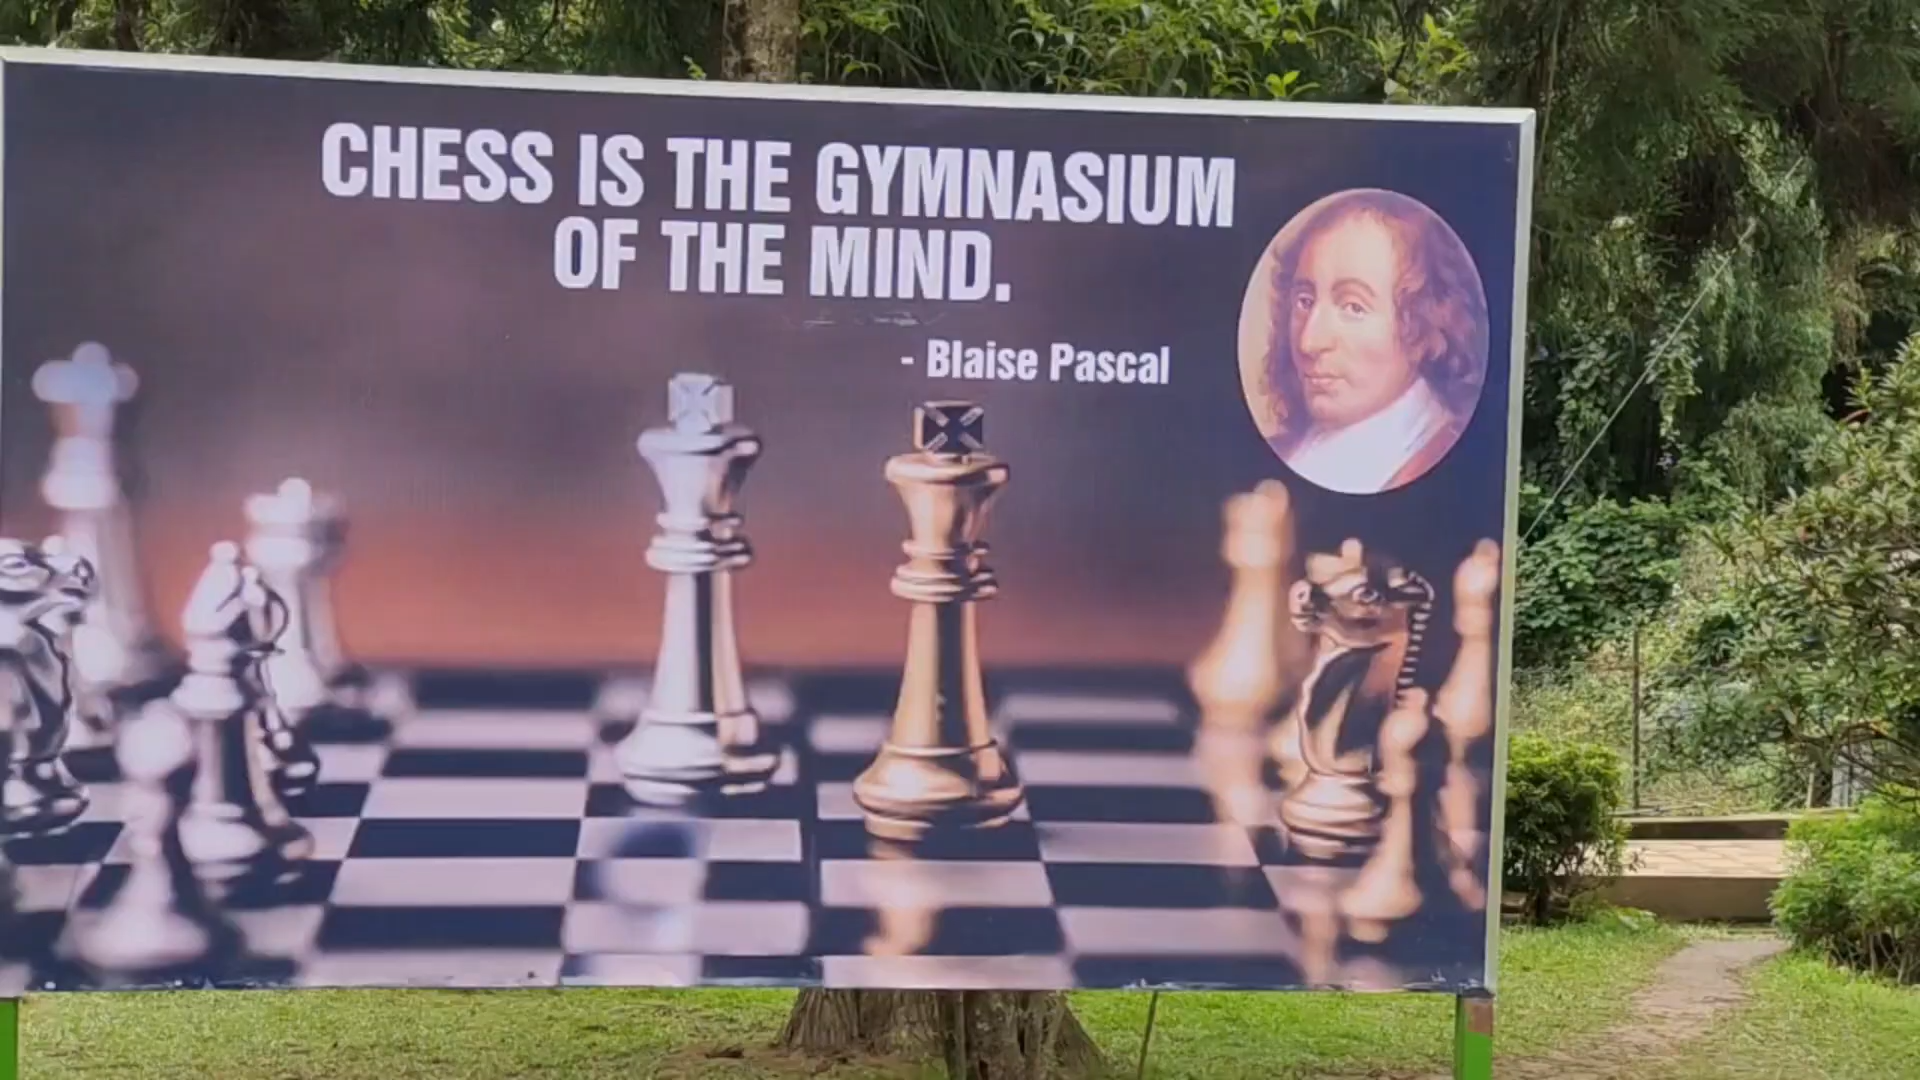 CHESS IS THE GYMNASIUM
OF THE MIND.
- Blaise Pascal